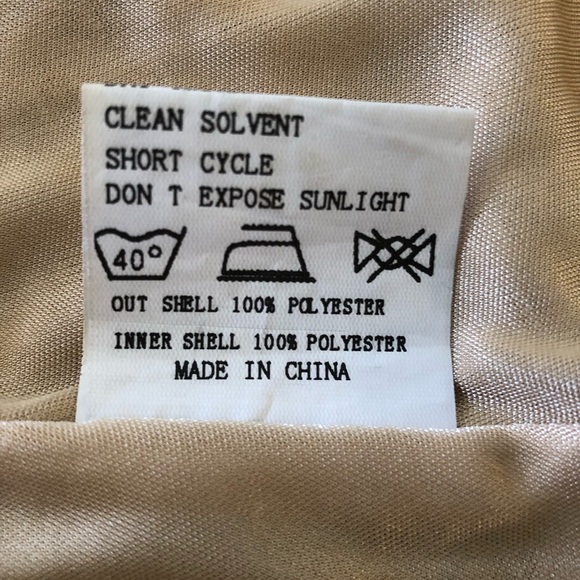 CLEAN SOLVENT
SHORT CYCLE
DON T EXPOSE SUNLIGHT
40°
OUT SHELL 100% POLYESTER
INNER SHELL 100% POLYESTER
MADE IN CHINA